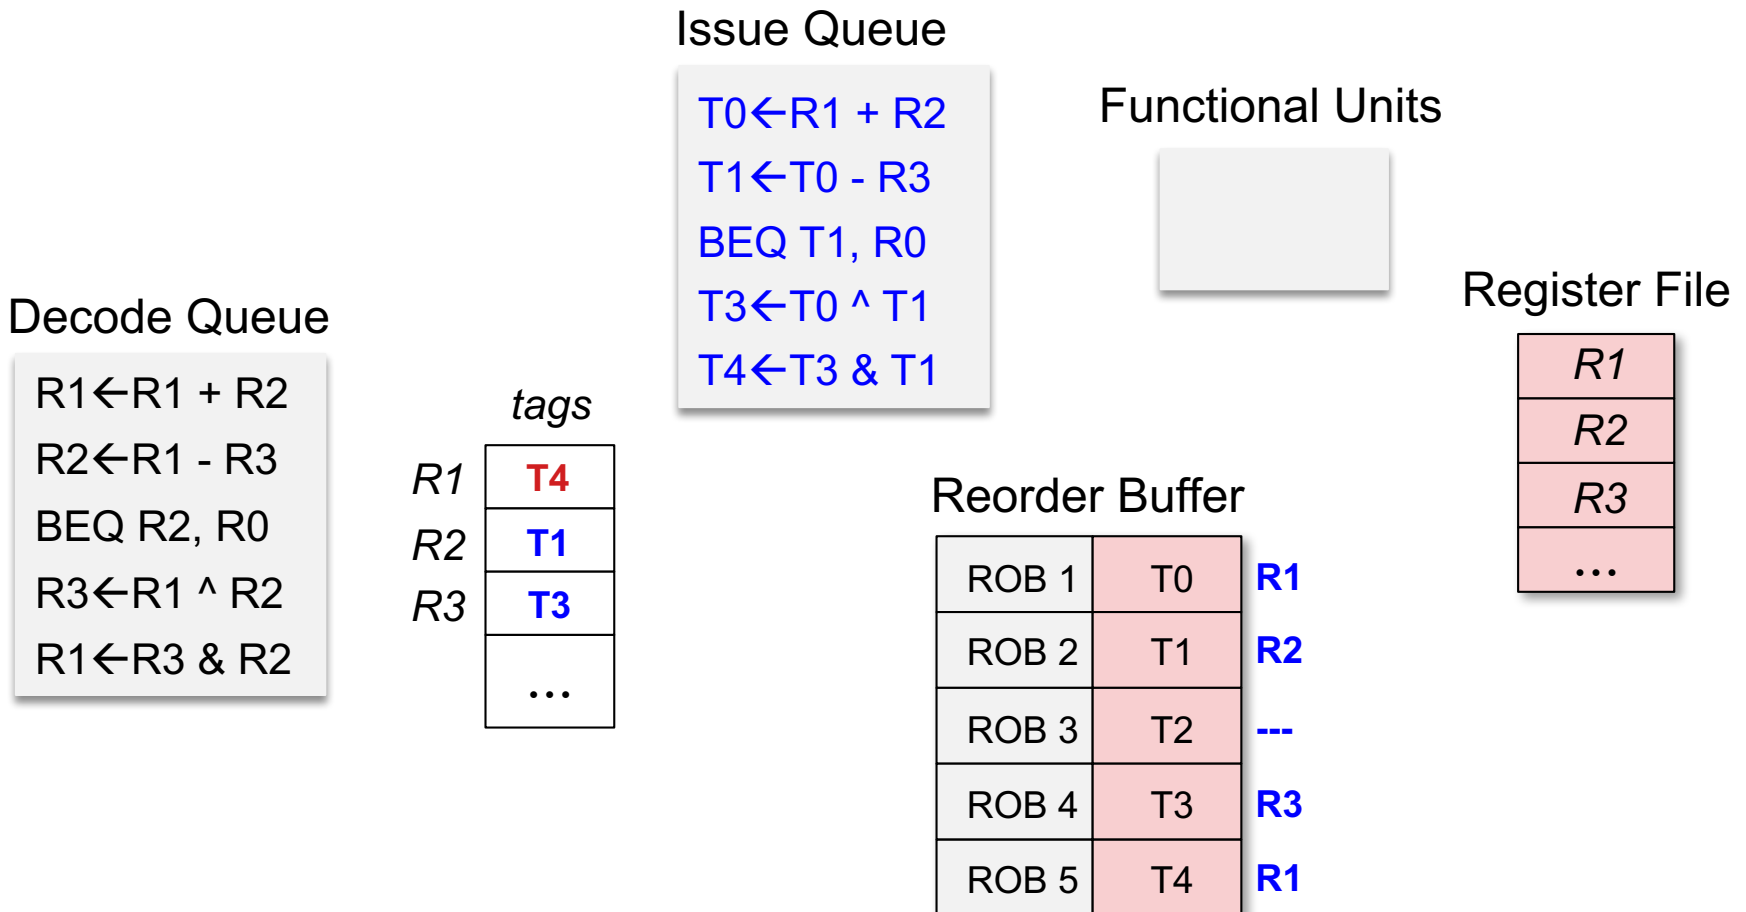 Issue Queue
T0←R1 + R2
T1←T0 - R3
BEQ T1, R0
T3←T0 ^ T1
T4←T3 & T1
Functional Units
Register File
R1
R2
R3
...
Decode Queue
R1←R1 + R2
R2←R1 - R3
BEQ R2, R0
R3←R1 ^ R2
R1←R3 & R2
tags
R1 T4
R2 T1
R3 T3
...
Reorder Buffer
ROB 1 T0 R1
ROB 2 T1 R2
ROB 3 T2 ---
ROB 4 T3 R3
ROB 5 T4 R1